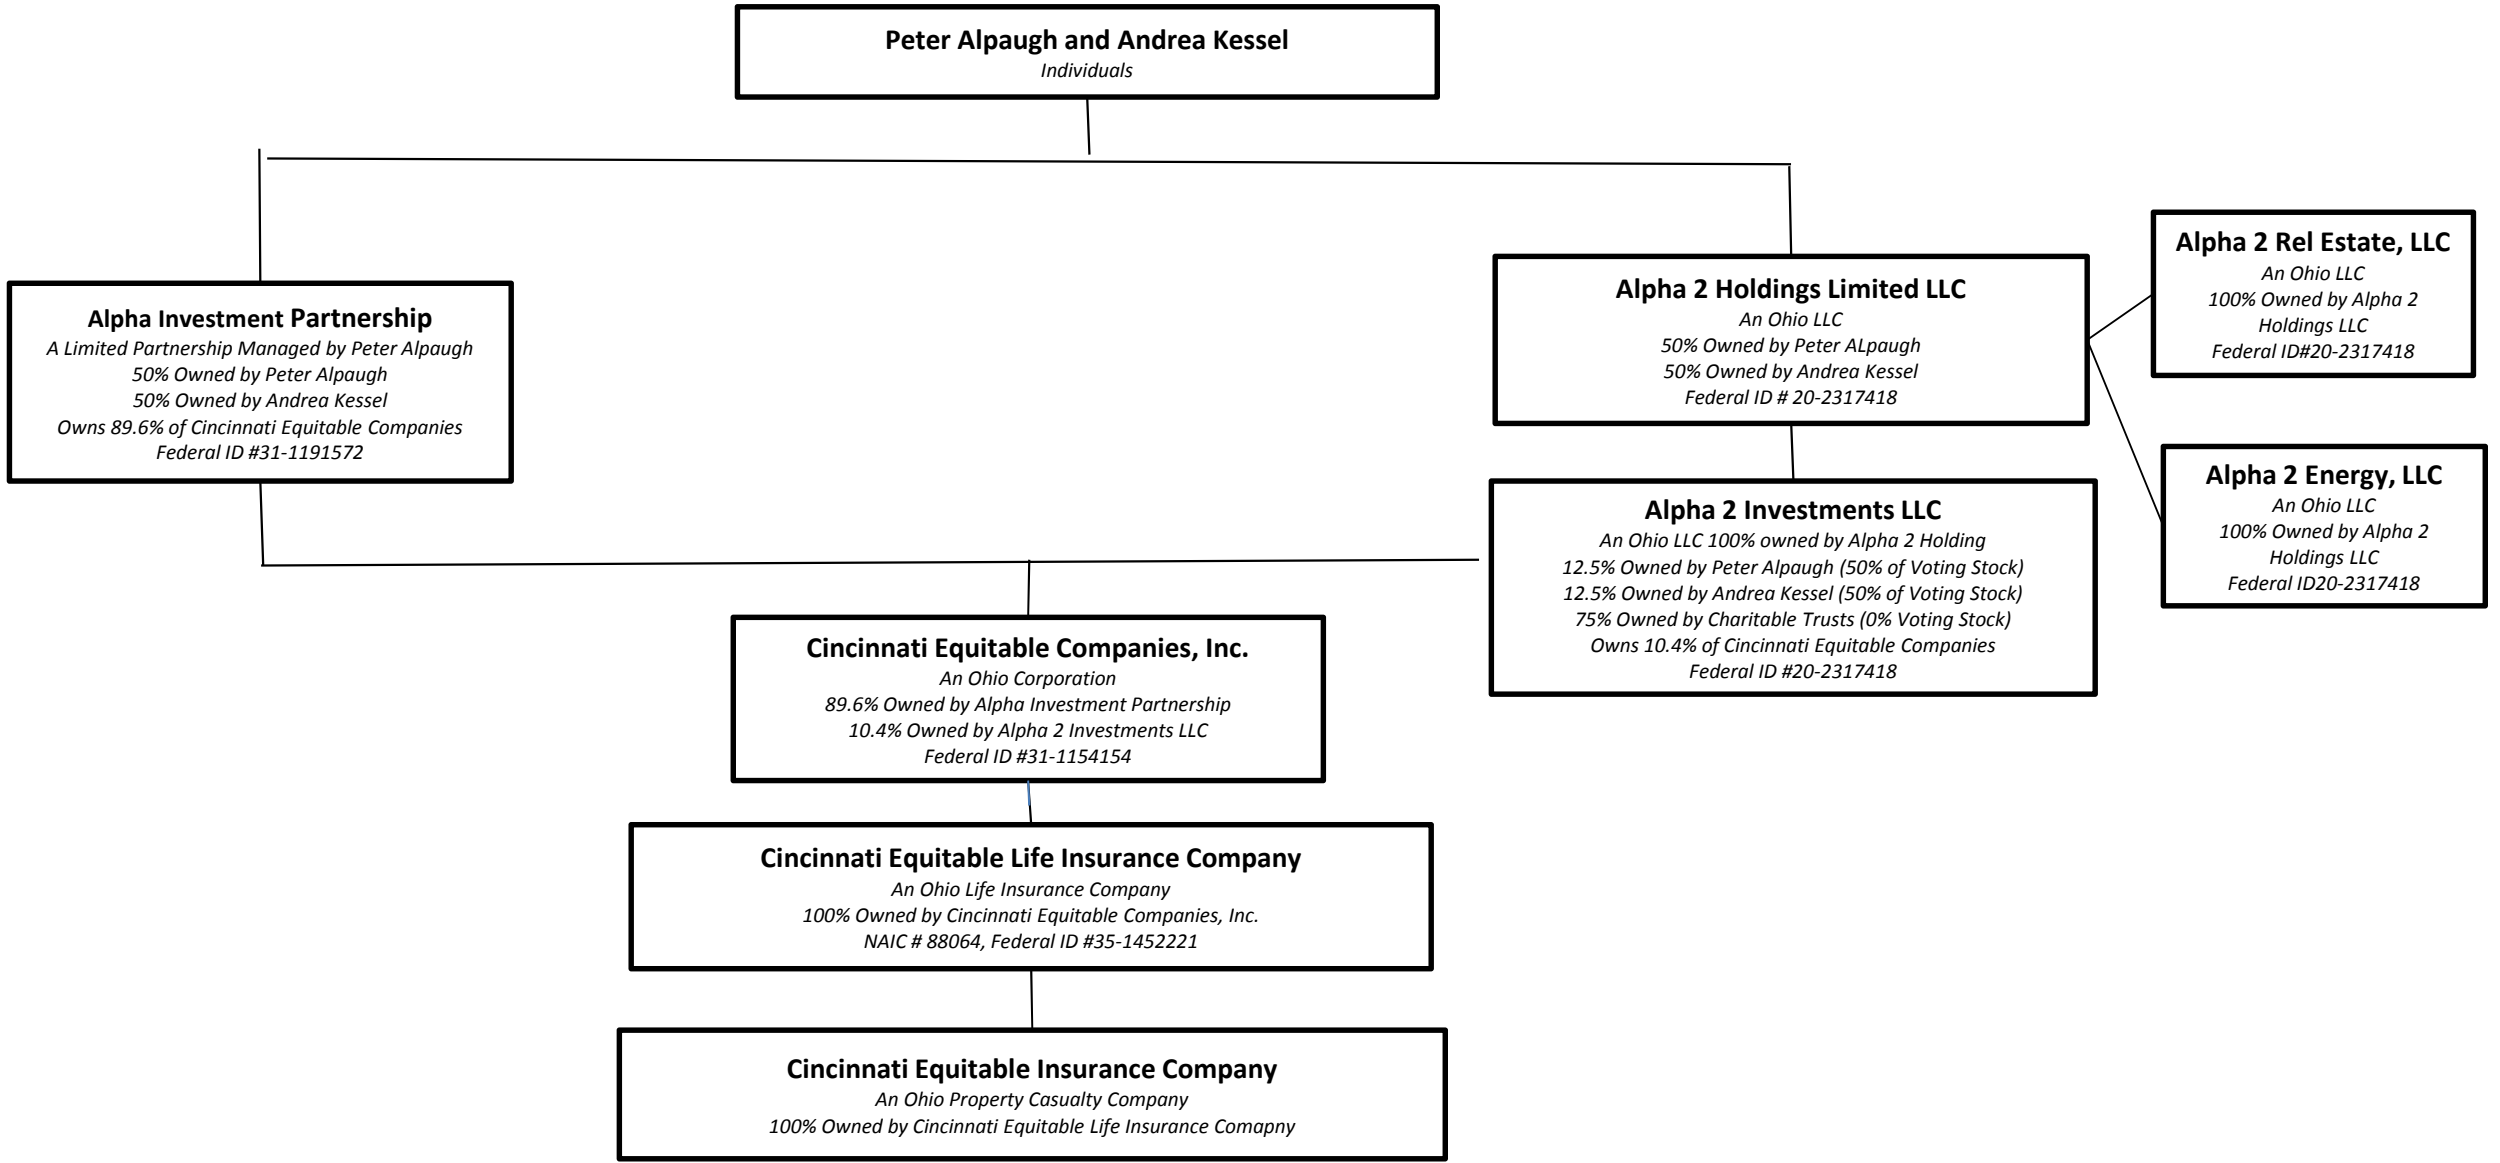 Peter Alpaugh and Andrea Kessel
Individuals
Alpha Investment Partnership
A Limited Partnership Managed by Peter Alpaugh
50% Owned by Peter Alpaugh
50% Owned by Andrea Kessel
Owns 89.6% of Cincinnati Equitable Companies
Federal ID #31-1191572
Alpha 2 Holdings Limited LLC
An Ohio LLC
50% Owned by Peter ALpaugh
50% Owned by Andrea Kessel
Federal ID # 20-2317418
Alpha 2 Rel Estate, LLC
An Ohio LLC
100% Owned by Alpha 2
Holdings LLC
Federal ID#20-2317418
Alpha 2 Energy, LLC
An Ohio LLC
100% Owned by Alpha 2
Holdings LLC
Federal ID20-2317418
Alpha 2 Investments LLC
An Ohio LLC 100% owned by Alpha 2 Holding
12.5% Owned by Peter Alpaugh (50% of Voting Stock)
12.5% Owned by Andrea Kessel (50% of Voting Stock)
75% Owned by Charitable Trusts (0% Voting Stock)
Owns 10.4% of Cincinnati Equitable Companies
Federal ID #20-2317418
Cincinnati Equitable Companies, Inc.
An Ohio Corporation
89.6% Owned by Alpha Investment Partnership
10.4% Owned by Alpha 2 Investments LLC
Federal ID #31-1154154
Cincinnati Equitable Life Insurance Company
An Ohio Life Insurance Company
100% Owned by Cincinnati Equitable Companies, Inc.
NAIC # 88064, Federal ID #35-1452221
Cincinnati Equitable Insurance Company
An Ohio Property Casualty Company
100% Owned by Cincinnati Equitable Life Insurance Comapny